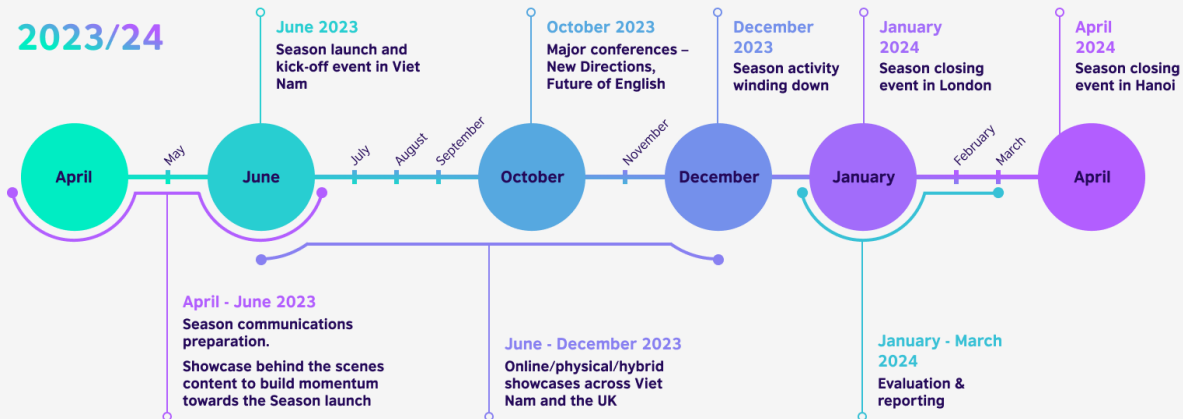 2023/24
June 2023
Season launch and
kick-off event in Viet
Nam
October 2023
Major conferences –
New Directions,
Future of English
December
2023
Season activity
winding down
January
2024
Season closing
event in London
April
2024
Season closing
event in Hanoi
April
May
June
July
August
September
October
November
December
January
February
March
April
April - June 2023
Season communications
preparation.
Showcase behind the scenes
content to build momentum
towards the Season launch
June - December 2023
Online/physical/hybrid
showcases across Viet
Nam and the UK
January - March
2024
Evaluation &
reporting